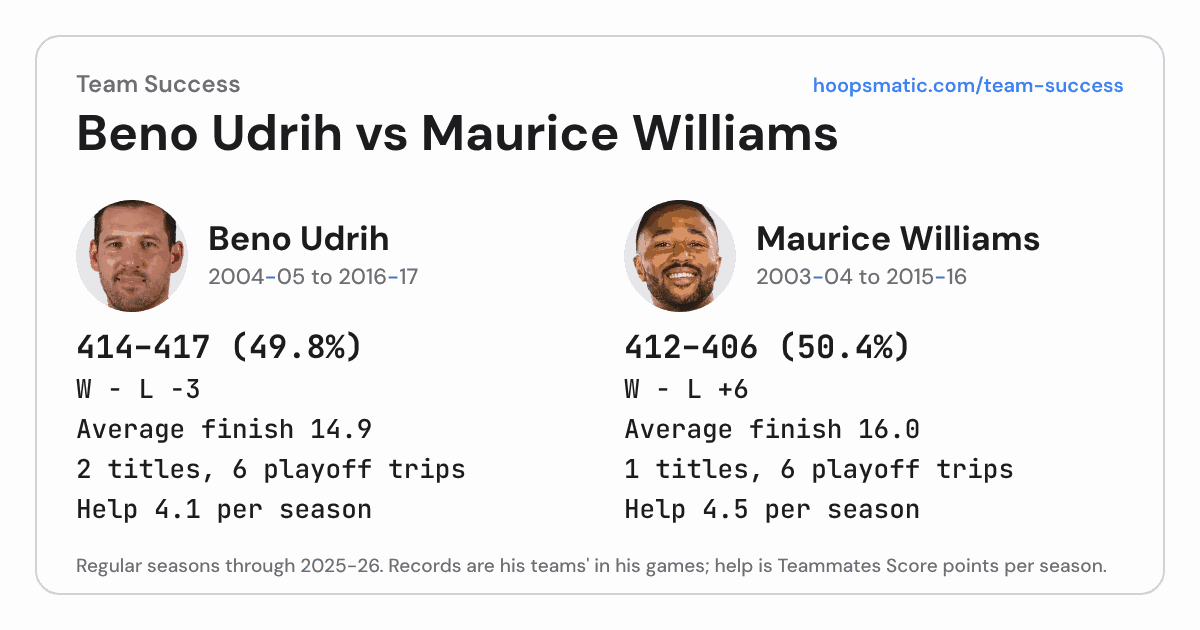 Team Success
hoopsmatic.com/team-success
Beno Udrih vs Maurice Williams
Beno Udrih
2004-05 to 2016-17
414-417 (49.8%)
W - L -3
Average finish 14.9
2 titles, 6 playoff trips
Help 4.1 per season
Maurice Williams
2003-04 to 2015-16
412-406 (50.4%)
W - L +6
Average finish 16.0
1 titles, 6 playoff trips
Help 4.5 per season
Regular seasons through 2025-26. Records are his teams' in his games; help is Teammates Score points per season.